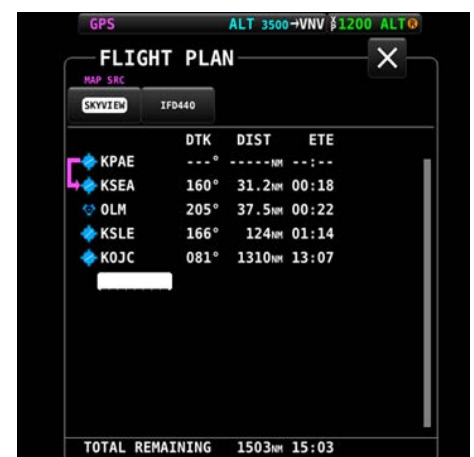 GPS ALT 3500→VNV 1200 ALT R
FLIGHT PLAN X
MAP SRC
SKYVIEW IFD440
DTK DIST ETE
KPAE ---° -----NM --:--
KSEA 160° 31.2NM 00:18
OLM 205° 37.5NM 00:22
KSLE 166° 124NM 01:14
KOJC 081° 1310NM 13:07
TOTAL REMAINING 1503NM 15:03